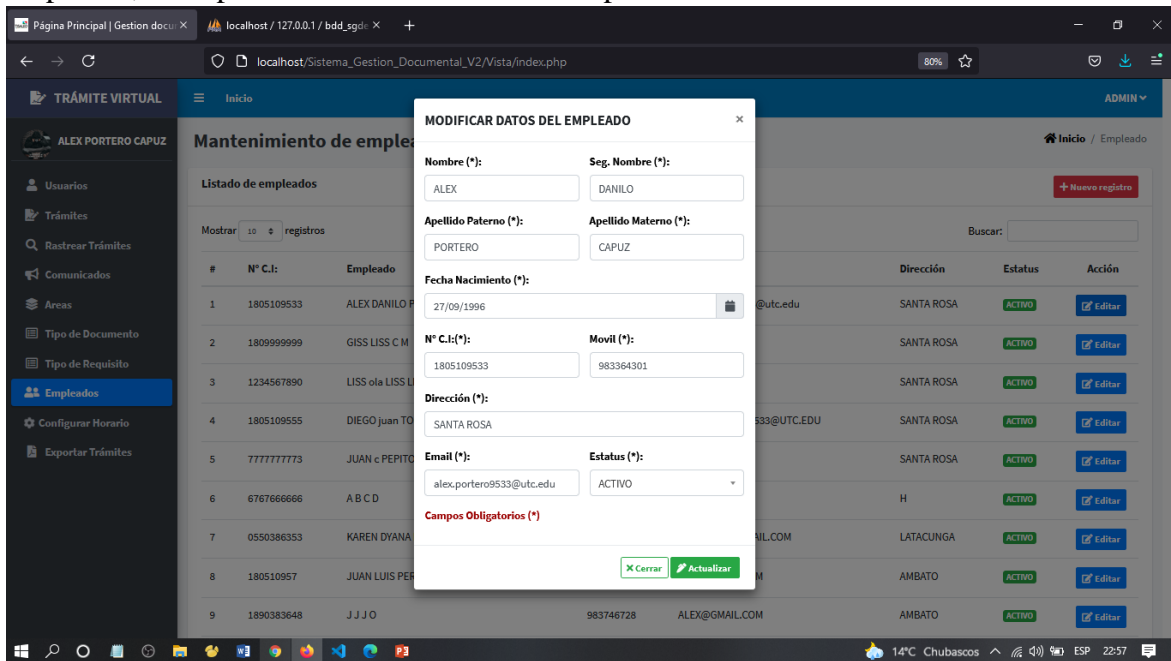 Página Principal | Gestion docu
localhost / 127.0.0.1 / bdd_sgde
localhost/Sistema_Gestion_Documental_V2/Vista/index.php
80%
TRÁMITE VIRTUAL
Inicio
ADMIN
ALEX PORTERO CAPUZ
Usuarios
Trámites
Rastrear Trámites
Comunicados
Areas
Tipo de Documento
Tipo de Requisito
Empleados
Configurar Horario
Exportar Trámites
Mantenimiento de emplea
Inicio / Empleado
Listado de empleados
+ Nuevo registro
Mostrar 10 registros
Buscar:
# N° C.I: Empleado Dirección Estatus Acción
1 1805109533 ALEX DANILO P @utc.edu SANTA ROSA ACTIVO Editar
2 1809999999 GISS LISS C M SANTA ROSA ACTIVO Editar
3 1234567890 LISS ola LISS L SANTA ROSA ACTIVO Editar
4 1805109555 DIEGO juan TO 533@UTC.EDU SANTA ROSA ACTIVO Editar
5 7777777773 JUAN c PEPITO SANTA ROSA ACTIVO Editar
6 6767666666 A B C D H ACTIVO Editar
7 0550386353 KAREN DYANA AIL.COM LATACUNGA ACTIVO Editar
8 180510957 JUAN LUIS PER M AMBATO ACTIVO Editar
9 1890383648 J J J O 983746728 ALEX@GMAIL.COM AMBATO ACTIVO Editar
MODIFICAR DATOS DEL EMPLEADO ×
Nombre (*): Seg. Nombre (*):
ALEX DANILO
Apellido Paterno (*): Apellido Materno (*):
PORTERO CAPUZ
Fecha Nacimiento (*):
27/09/1996
N° C.I:(*): Movil (*):
1805109533 983364301
Dirección (*):
SANTA ROSA
Email (*): Estatus (*):
alex.portero9533@utc.edu ACTIVO
Campos Obligatorios (*)
Cerrar Actualizar
14°C Chubascos ESP 22:57